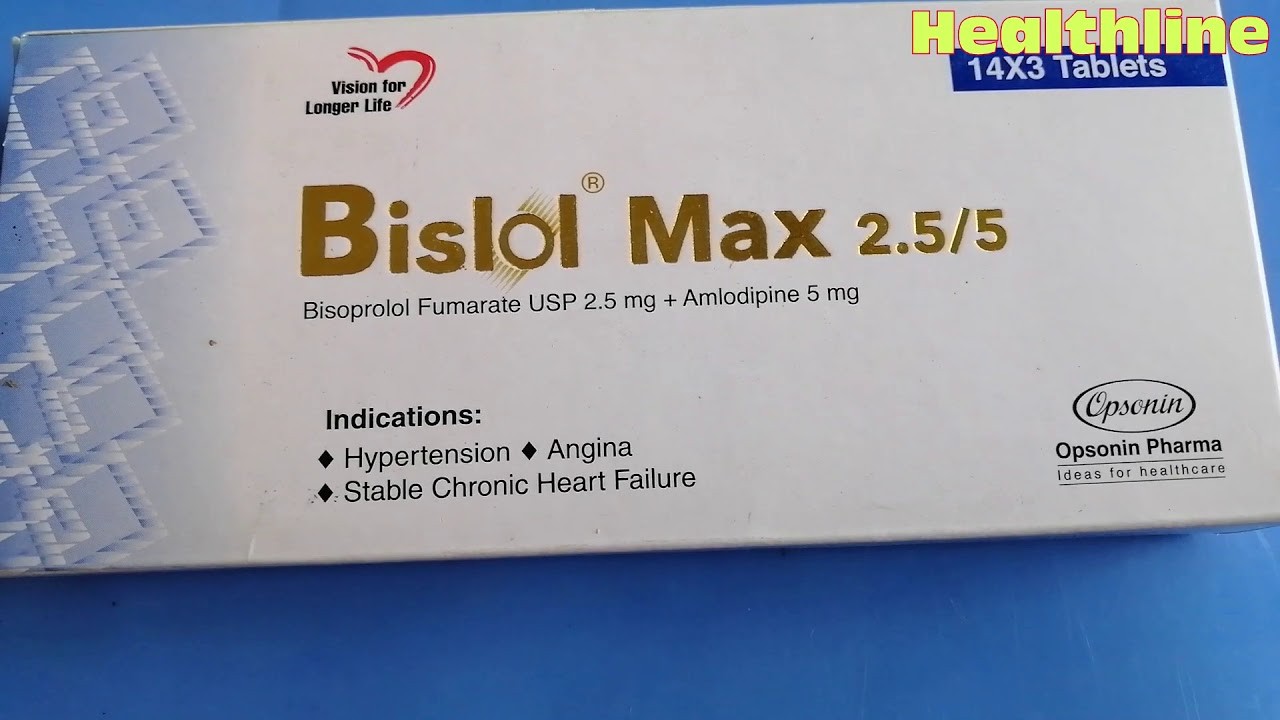 Healthline
14X3 Tablets
Vision for
Longer Life
Bislol® Max 2.5/5
Bisoprolol Fumarate USP 2.5 mg + Amlodipine 5 mg
Indications:
♦ Hypertension ♦ Angina
♦ Stable Chronic Heart Failure
Opsonin
Opsonin Pharma
Ideas for healthcare